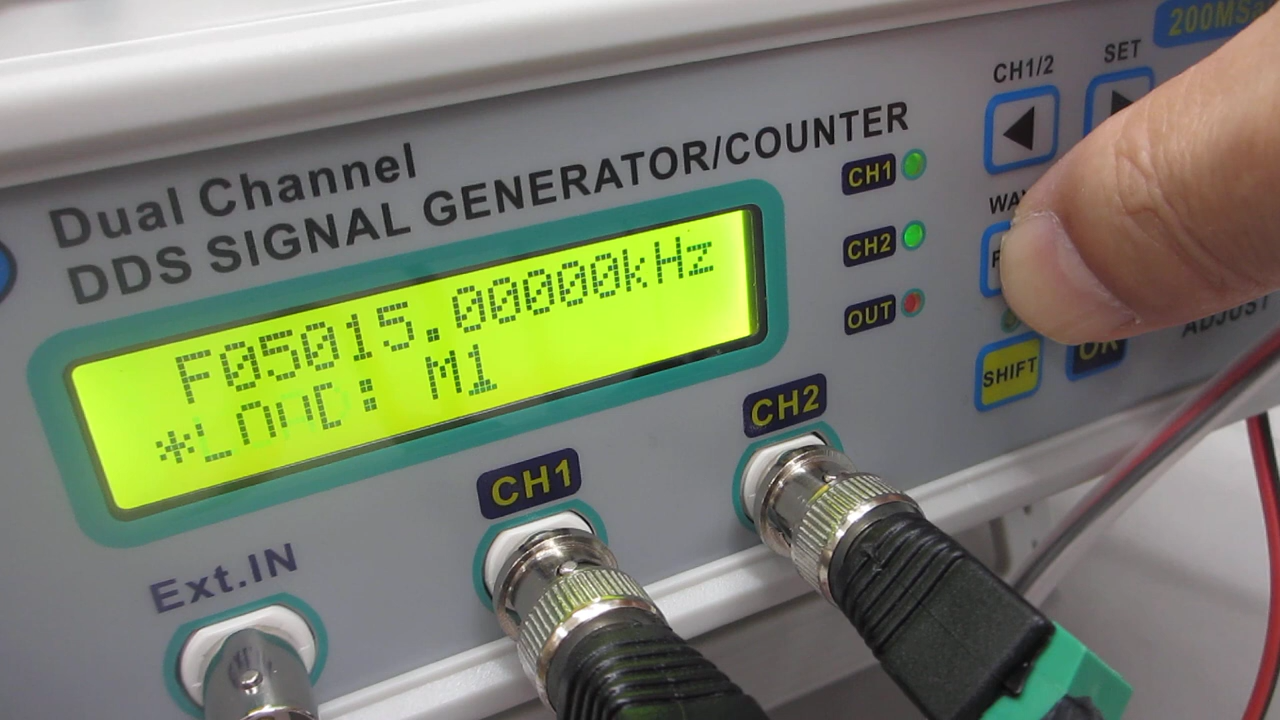 200MSa
SET
CH1/2
Dual Channel
DDS SIGNAL GENERATOR/COUNTER
CH1
CH2
OUT
F05015.00000kHz
*LOAD: M1
SHIFT
OK
ADJUST
CH2
CH1
Ext.IN